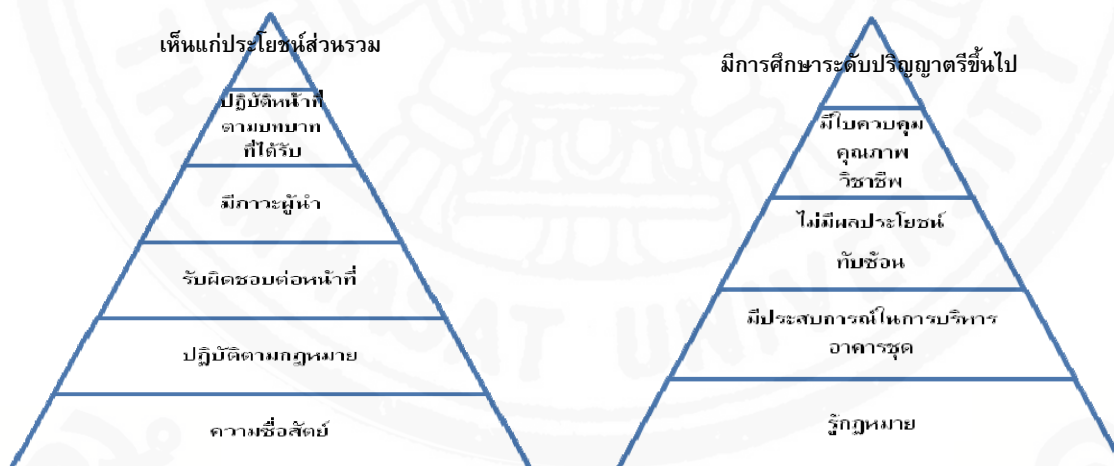 เห็นแก่ประโยชน์ส่วนรวม
ปฏิบัติหน้าที่
ตามบทบาท
ที่ได้รับ
มีภาวะผู้นำ
รับผิดชอบต่อหน้าที่
ปฏิบัติตามกฎหมาย
ความซื่อสัตย์
มีการศึกษาระดับปริญญาตรีขึ้นไป
มีใบควบคุม
คุณภาพ
วิชาชีพ
ไม่มีผลประโยชน์
ทับซ้อน
มีประสบการณ์ในการบริหาร
อาคารชุด
รู้กฎหมาย